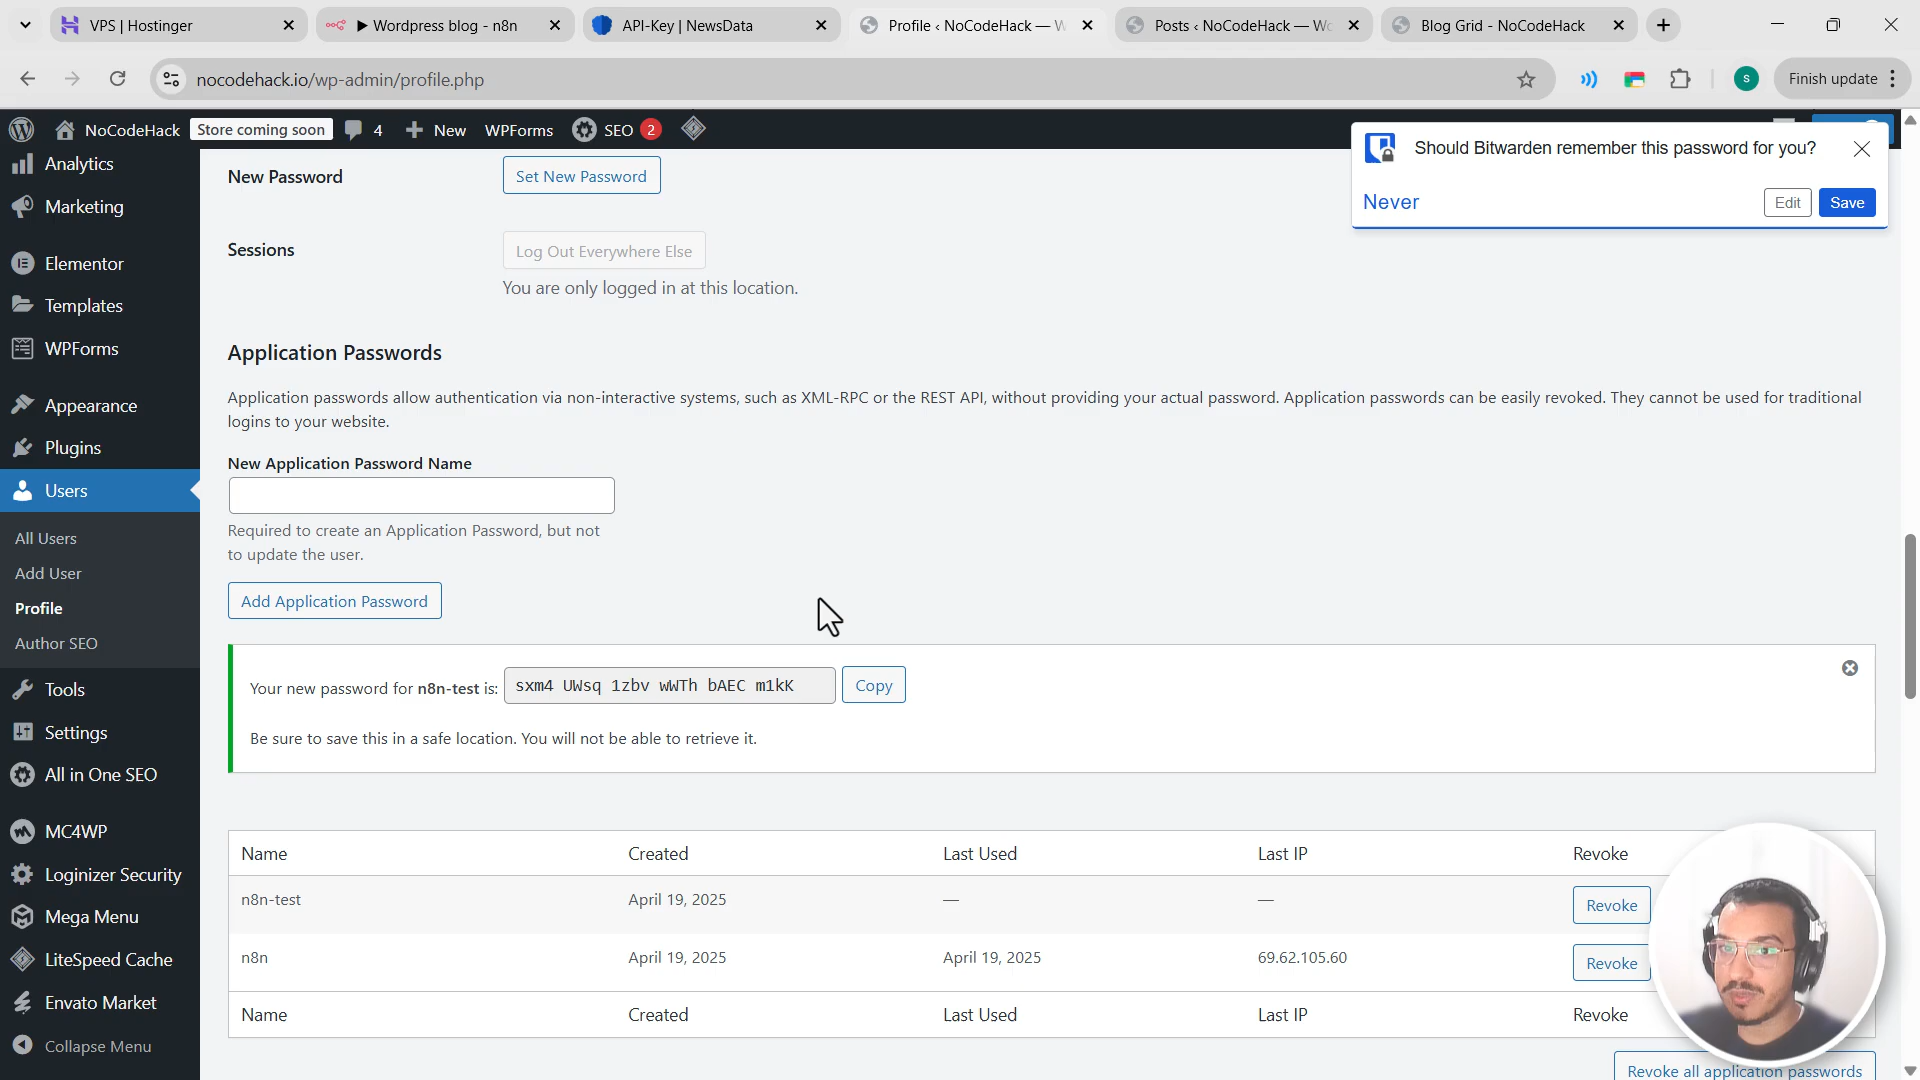 VPS | Hostinger
▶ Wordpress blog - n8n
API-Key | NewsData
Profile ‹ NoCodeHack — W
Posts ‹ NoCodeHack — Wo
Blog Grid - NoCodeHack
nocodehack.io/wp-admin/profile.php
S
Finish update
NoCodeHack
Store coming soon
4
New
WPForms
SEO
2
Should Bitwarden remember this password for you?
Never
Edit
Save
Analytics
Marketing
Elementor
Templates
WPForms
Appearance
Plugins
Users
All Users
Add User
Profile
Author SEO
Tools
Settings
All in One SEO
MC4WP
Loginizer Security
Mega Menu
LiteSpeed Cache
Envato Market
Collapse Menu
New Password
Set New Password
Sessions
Log Out Everywhere Else
You are only logged in at this location.
Application Passwords
Application passwords allow authentication via non-interactive systems, such as XML-RPC or the REST API, without providing your actual password. Application passwords can be easily revoked. They cannot be used for traditional
logins to your website.
New Application Password Name
Required to create an Application Password, but not
to update the user.
Add Application Password
Your new password for n8n-test is:
sxm4 UWsq 1zbv wWTh bAEC m1kK
Copy
Be sure to save this in a safe location. You will not be able to retrieve it.
Name Created Last Used Last IP Revoke
n8n-test April 19, 2025 — — Revoke
n8n April 19, 2025 April 19, 2025 69.62.105.60 Revoke
Name Created Last Used Last IP Revoke
Revoke all application passwords